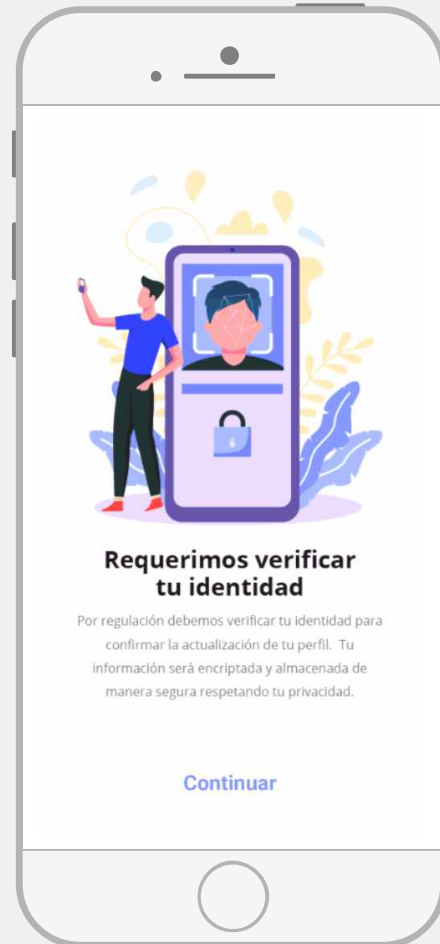 Requerimos verificar
tu identidad
Por regulación debemos verificar tu identidad para
confirmar la actualización de tu perfil. Tu
información será encriptada y almacenada de
manera segura respetando tu privacidad.
Continuar